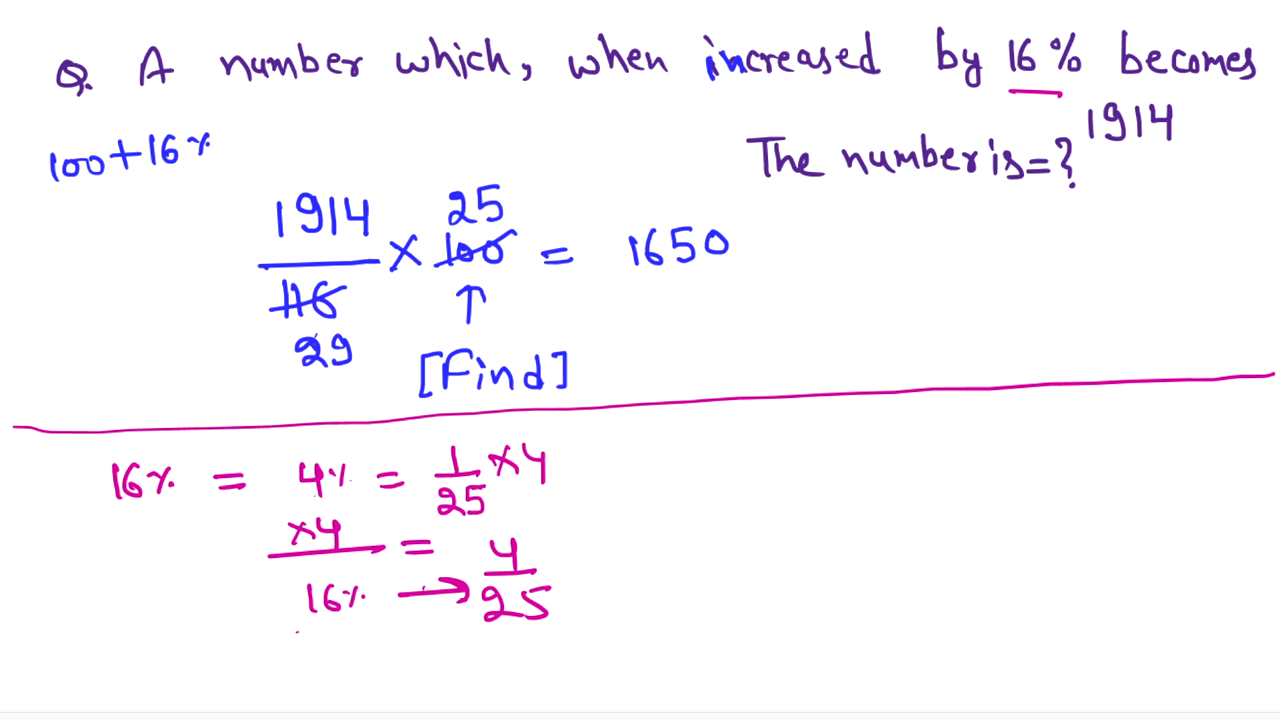 Q. A number which, when increased by 16% becomes
1914
The number is = ?
100+16%
1914 25
× 100 = 1650
116 ↑
29 [Find]
16% = 4% = 1/25 × 4
×4 = 4/25
16% →